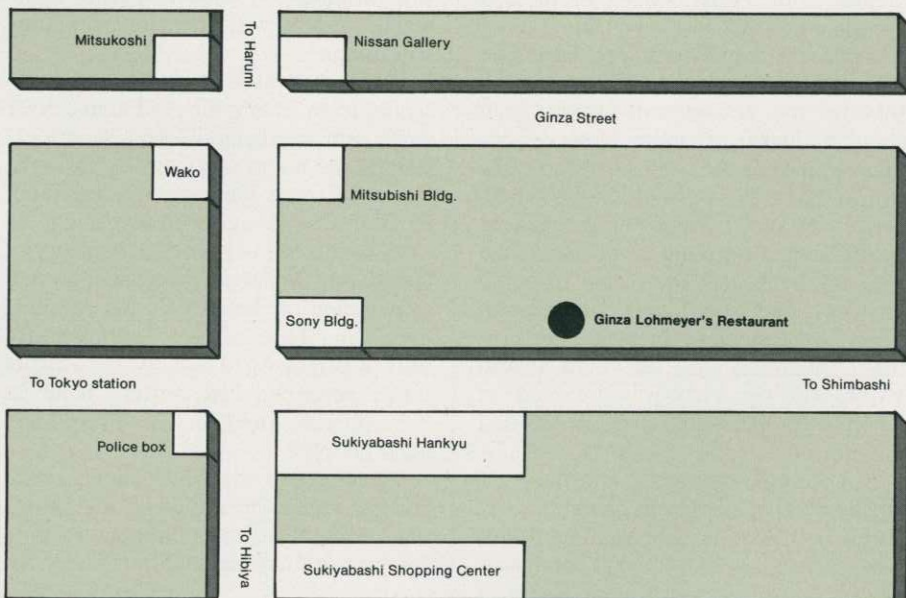 Mitsukoshi
To Harumi
Nissan Gallery
Ginza Street
Wako
Mitsubishi Bldg.
Sony Bldg.
Ginza Lohmeyer's Restaurant
To Tokyo station
To Shimbashi
Police box
Sukiyabashi Hankyu
To Hibiya
Sukiyabashi Shopping Center